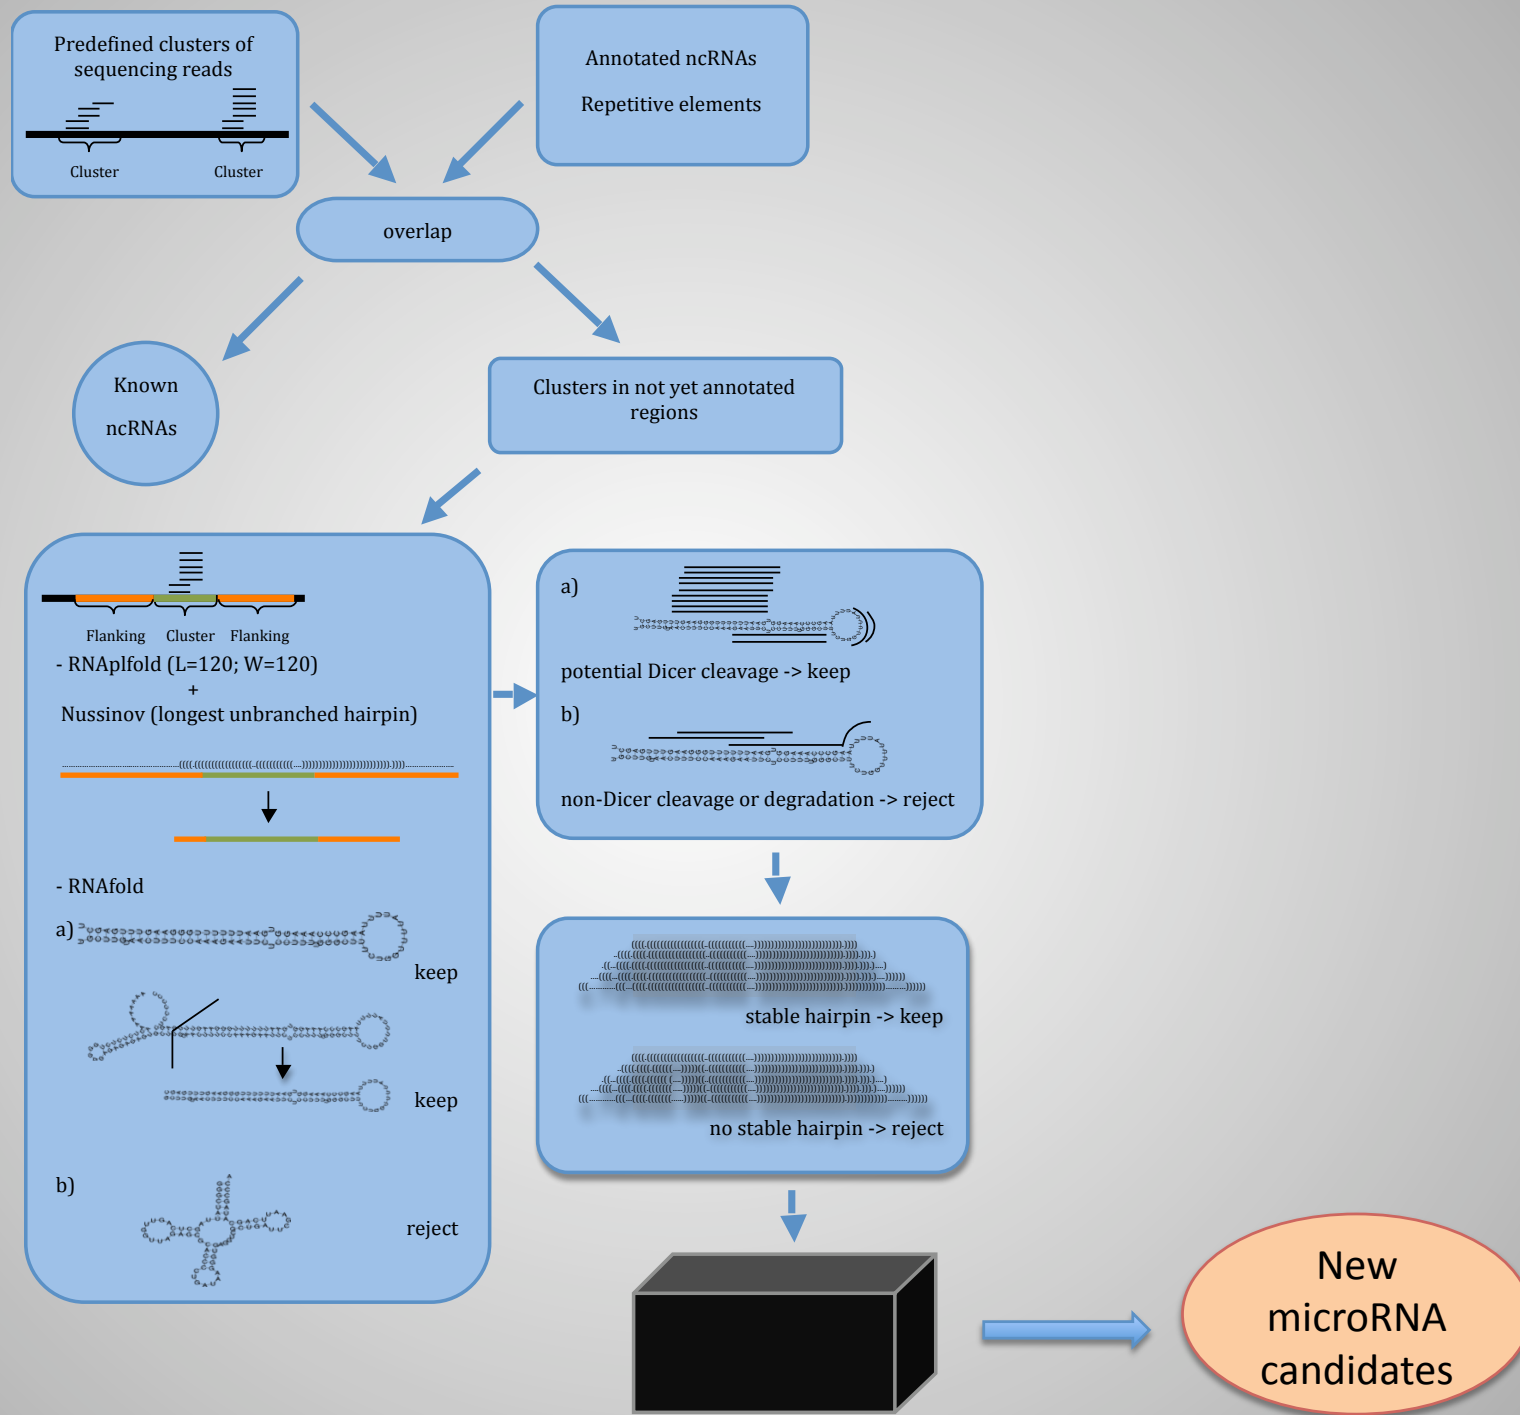 Predefined clusters of
sequencing reads
Cluster
Cluster
Annotated ncRNAs
Repetitive elements
overlap
Known
ncRNAs
Clusters in not yet annotated
regions
Flanking Cluster Flanking
- RNAplfold (L=120; W=120)
+
Nussinov (longest unbranched hairpin)
- RNAfold
a)
keep
keep
b)
reject
a)
potential Dicer cleavage -> keep
b)
non-Dicer cleavage or degradation -> reject
stable hairpin -> keep
no stable hairpin -> reject
New
microRNA
candidates